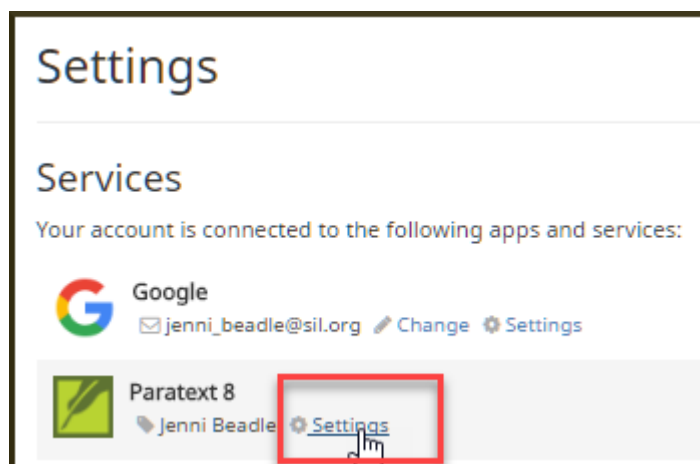 Settings
Services
Your account is connected to the following apps and services:
Google
jenni_beadle@sil.org Change Settings
Paratext 8
Jenni Beadle Settings